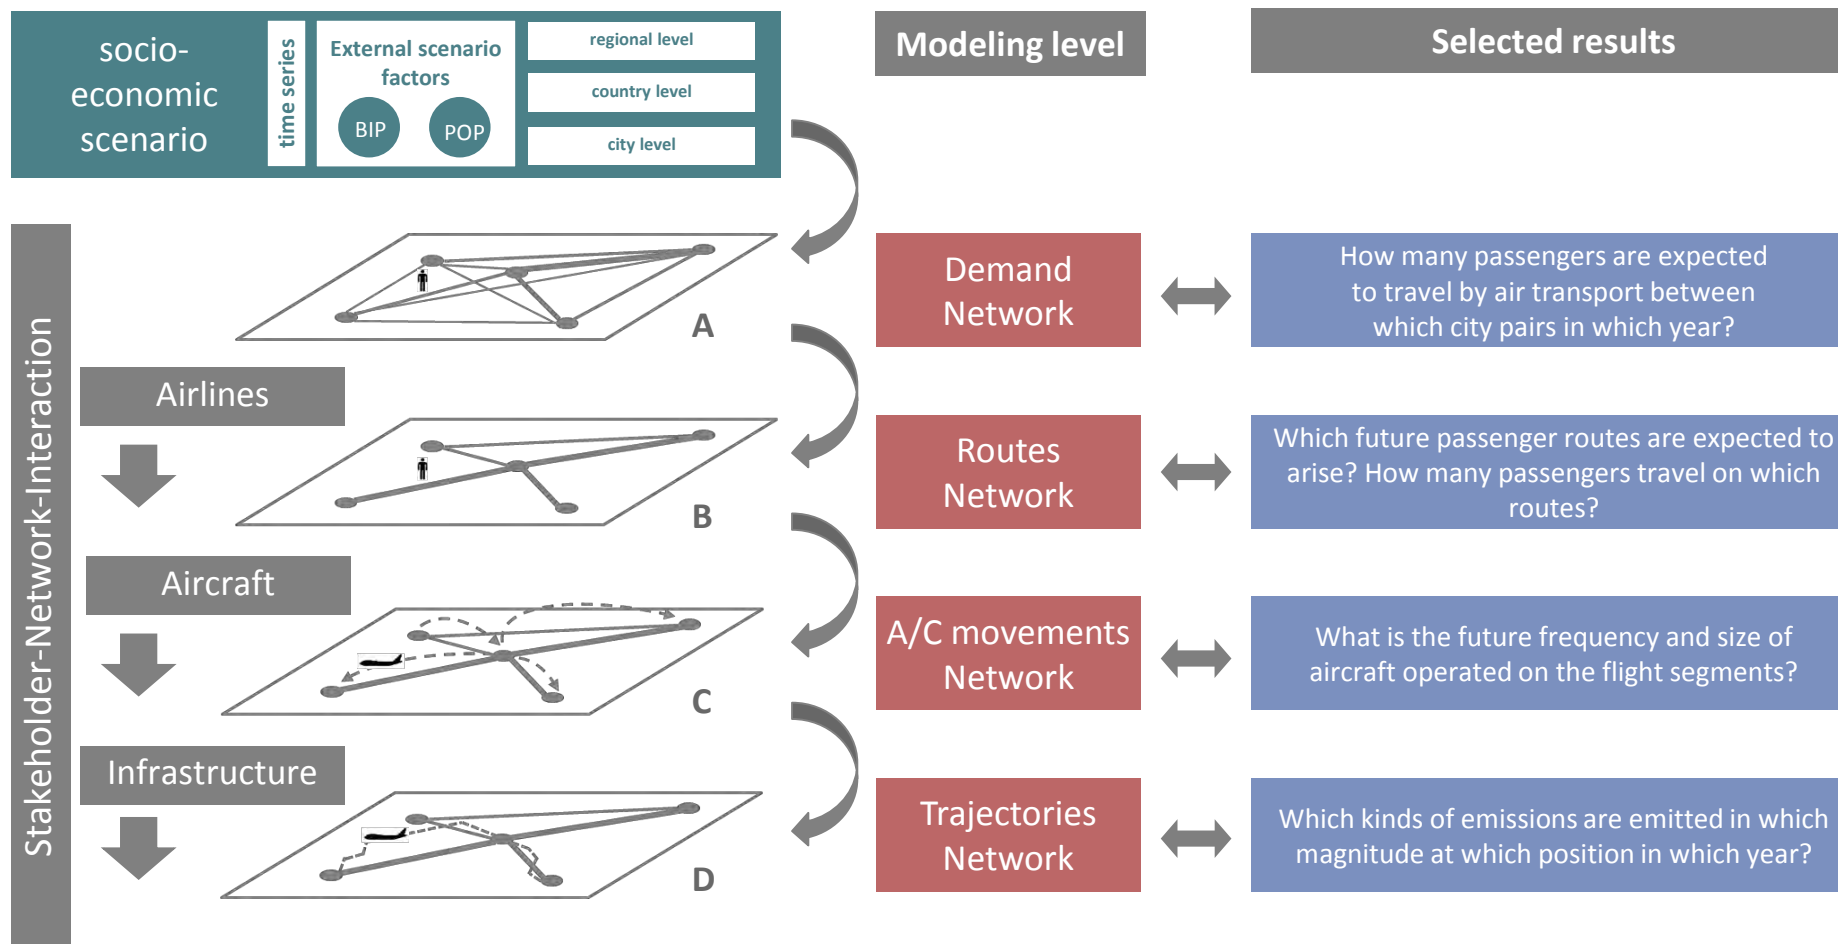 socio-
economic
scenario
time series
External scenario
factors
BIP
POP
regional level
country level
city level
Modeling level
Selected results
Stakeholder-Network-Interaction
A
Demand
Network
How many passengers are expected
to travel by air transport between
which city pairs in which year?
Airlines
B
Routes
Network
Which future passenger routes are expected to
arise? How many passengers travel on which
routes?
Aircraft
C
A/C movements
Network
What is the future frequency and size of
aircraft operated on the flight segments?
Infrastructure
D
Trajectories
Network
Which kinds of emissions are emitted in which
magnitude at which position in which year?